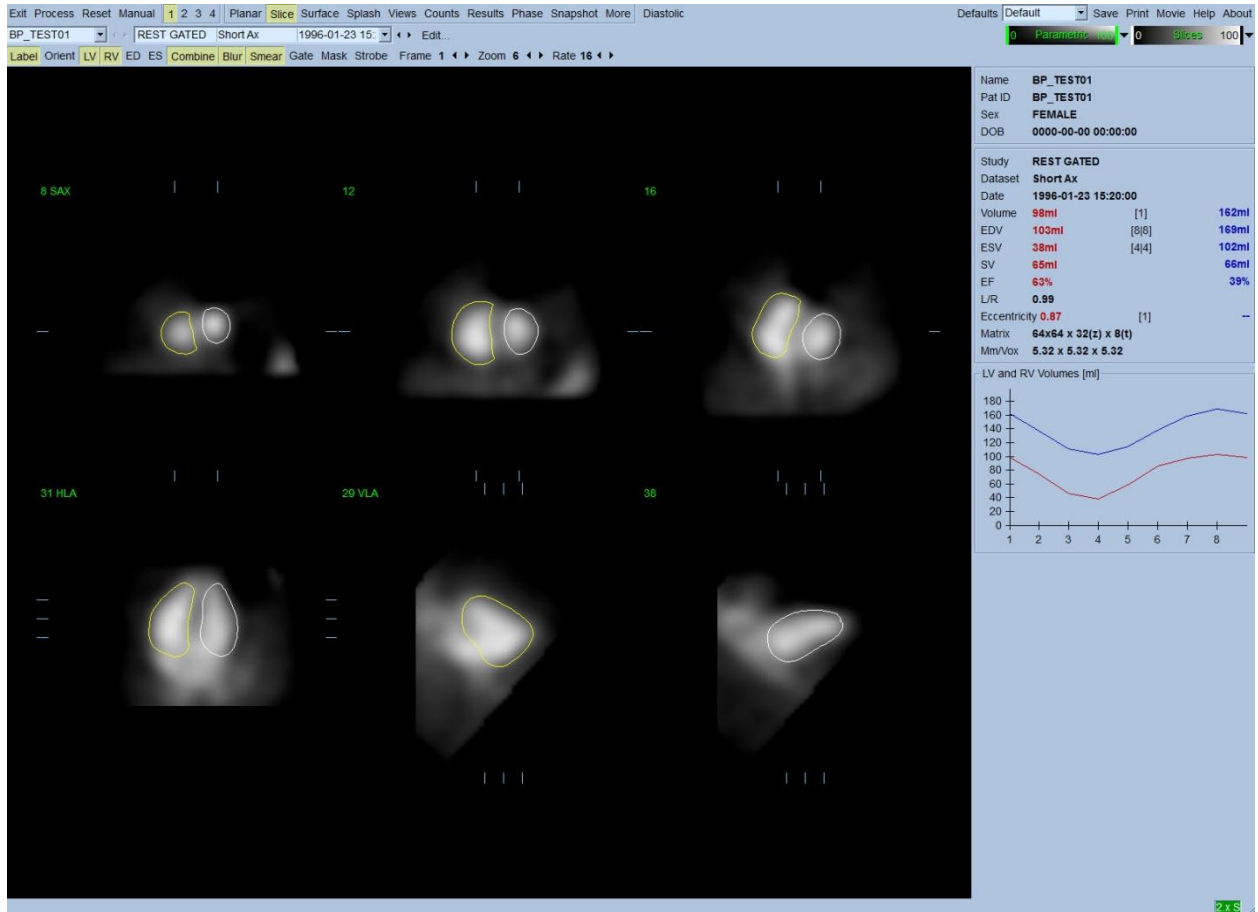 Exit Process Reset Manual 1 2 3 4 Planar Slice Surface Splash Views Counts Results Phase Snapshot More Diastolic Defaults Default Save Print Movie Help About
BP_TEST01 REST GATED Short Ax 1996-01-23 15: Edit... 0 Parametric 100 0 Slices 100
Label Orient LV RV ED ES Combine Blur Smear Gate Mask Strobe Frame 1 Zoom 6 Rate 16
8 SAX 12 16
31 HLA 29 VLA 38
Name BP_TEST01
Pat ID BP_TEST01
Sex FEMALE
DOB 0000-00-00 00:00:00
Study REST GATED
Dataset Short Ax
Date 1996-01-23 15:20:00
Volume 98ml [1] 162ml
EDV 103ml [8|8] 169ml
ESV 38ml [4|4] 102ml
SV 65ml 66ml
EF 63% 39%
L/R 0.99
Eccentricity 0.87 [1] --
Matrix 64x64 x 32(z) x 8(t)
Mm/Vox 5.32 x 5.32 x 5.32
LV and RV Volumes [ml]
180
160
140
120
100
80
60
40
20
0
1 2 3 4 5 6 7 8
2 x S